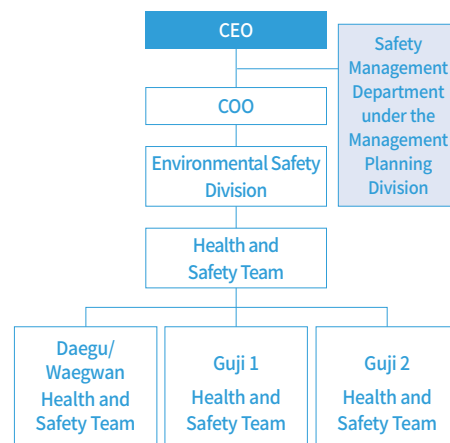 CEO
Safety
Management
Department
under the
Management
Planning
Division
COO
Environmental Safety
Division
Health and
Safety Team
Daegu/
Waegwan
Health and
Safety Team
Guji 1
Health and
Safety Team
Guji 2
Health and
Safety Team